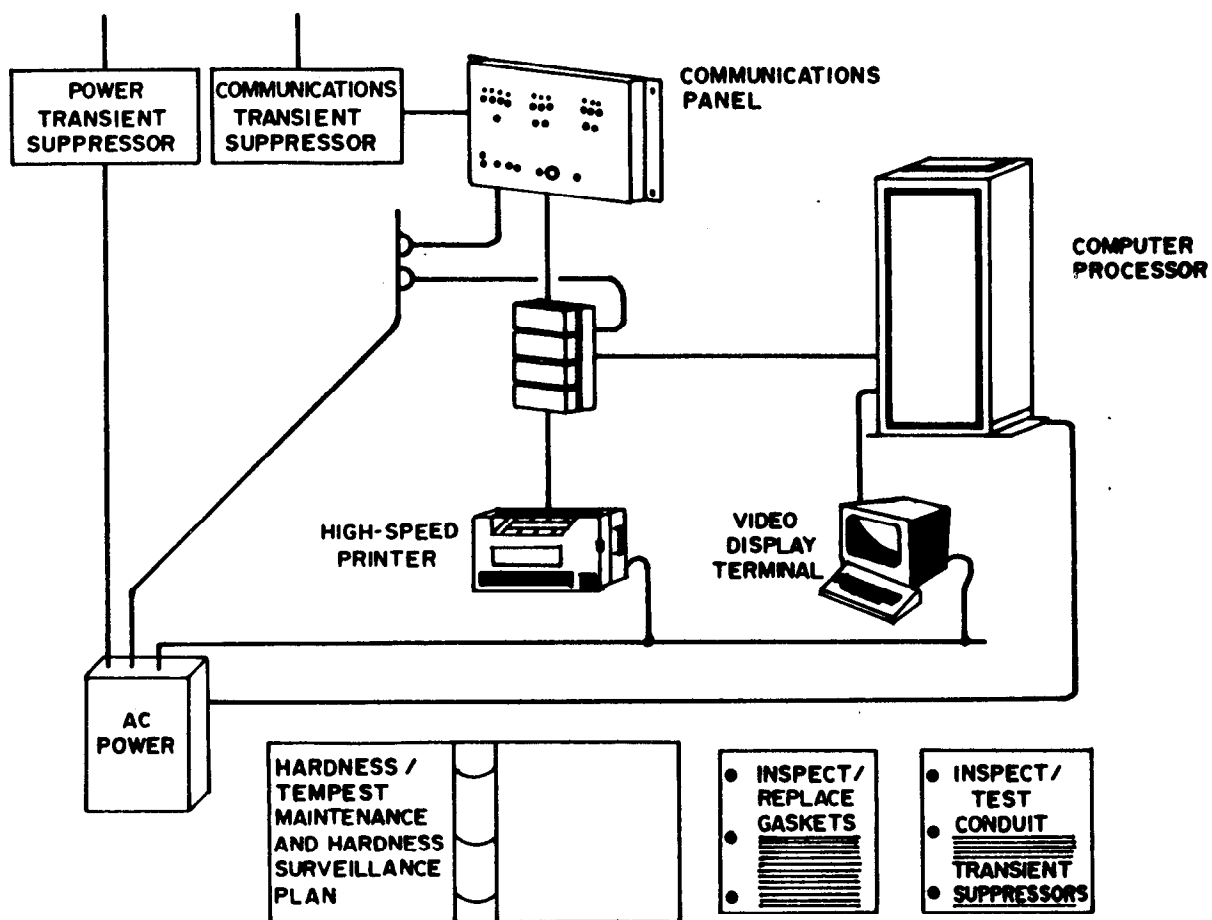 POWER
TRANSIENT
SUPPRESSOR
COMMUNICATIONS
TRANSIENT
SUPPRESSOR
COMMUNICATIONS
PANEL
COMPUTER
PROCESSOR
HIGH-SPEED
PRINTER
VIDEO
DISPLAY
TERMINAL
AC
POWER
HARDNESS /
TEMPEST
MAINTENANCE
AND HARDNESS
SURVEILLANCE
PLAN
INSPECT/
REPLACE
GASKETS
INSPECT/
TEST
CONDUIT
TRANSIENT
SUPPRESSORS